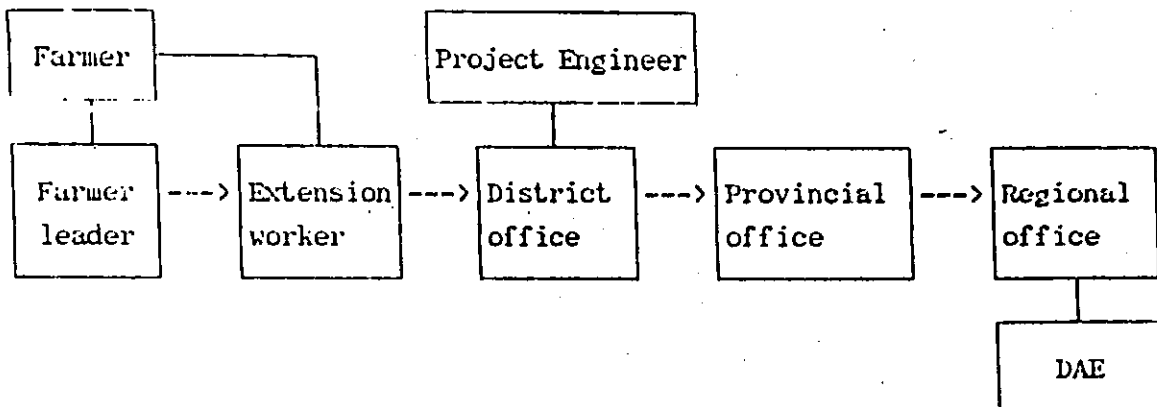 Farmer
Project Engineer
Farmer
leader
--->
Extension
worker
--->
District
office
--->
Provincial
office
--->
Regional
office
DAE